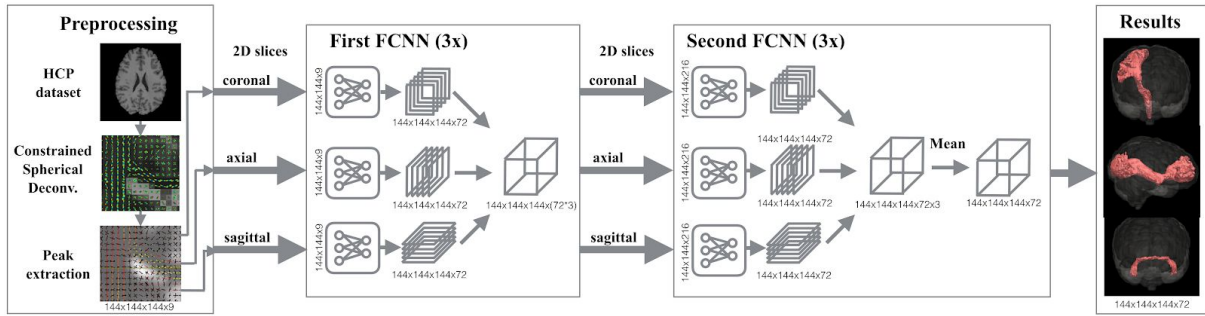 Preprocessing
HCP
dataset
Constrained
Spherical
Deconv.
Peak
extraction
144x144x144x9
2D slices
coronal
axial
sagittal
First FCNN (3x)
144x144x9
144x144x144x72
144x144x9
144x144x144x72
144x144x9
144x144x144x72
144x144x144x(72*3)
2D slices
coronal
axial
sagittal
Second FCNN (3x)
144x144x216
144x144x144x72
144x144x216
144x144x144x72
144x144x216
144x144x144x72
144x144x144x72x3
Mean
144x144x144x72
Results
144x144x144x72